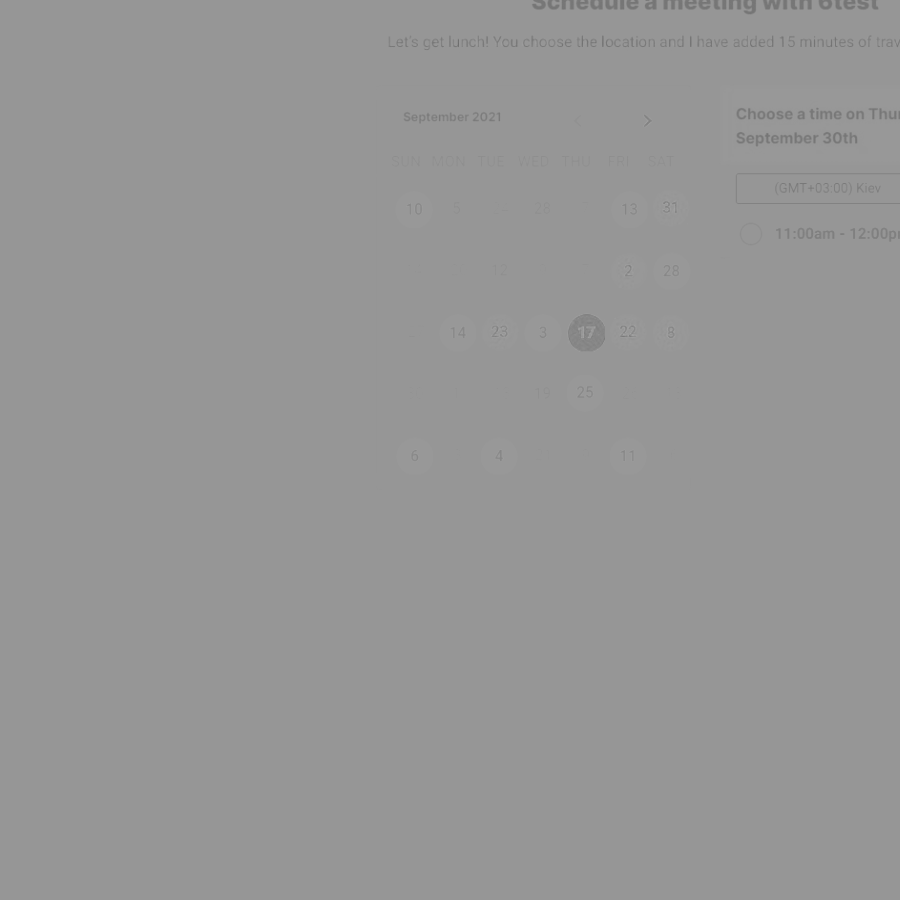 Schedule a meeting with 6test
Let's get lunch! You choose the location and I have added 15 minutes of trav
September 2021
SUN MON TUE WED THU FRI SAT
10 5 28 13 31
12 2 28
14 23 3 17 22 8
19 25
6 4 11
Choose a time on Thu
September 30th
(GMT+03:00) Kiev
11:00am - 12:00p